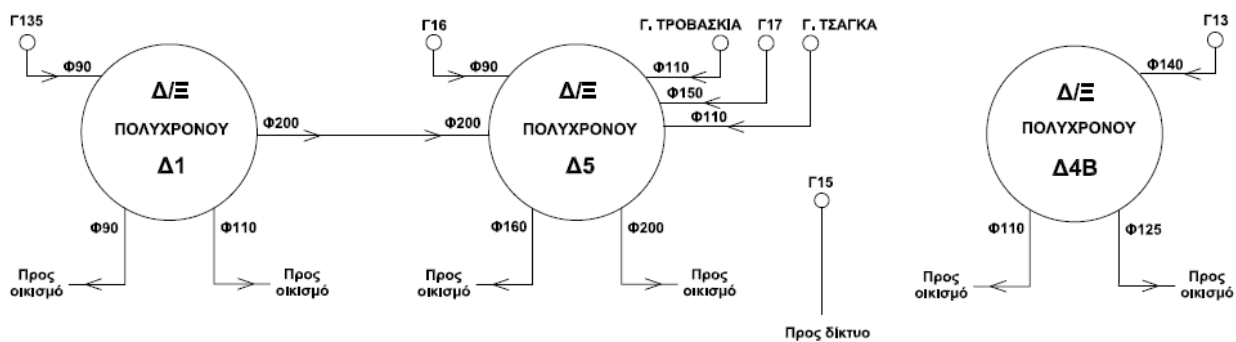 Γ135
Φ90
Δ/Ξ
ΠΟΛΥΧΡΟΝΟΥ
Δ1
Φ200
Φ90
Φ110
Προς
οικισμό
Προς
οικισμό
Γ16
Γ. ΤΡΟΒΑΣΚΙΑ
Γ17
Γ. ΤΣΑΓΚΑ
Φ90
Φ110
Φ150
Φ110
Φ200
Δ/Ξ
ΠΟΛΥΧΡΟΝΟΥ
Δ5
Φ160
Φ200
Προς
οικισμό
Προς
οικισμό
Γ15
Προς δίκτυο
Γ13
Φ140
Δ/Ξ
ΠΟΛΥΧΡΟΝΟΥ
Δ4Β
Φ110
Φ125
Προς
οικισμό
Προς
οικισμό